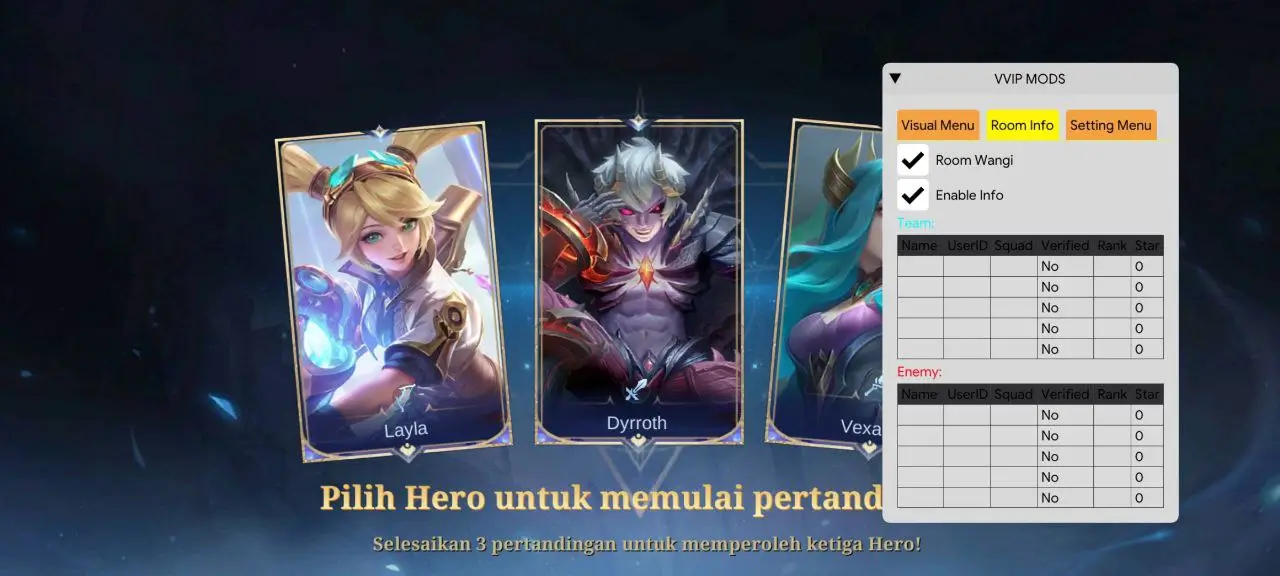 VVIP MODS
Visual Menu Room Info Setting Menu
Room Wangi
Enable Info
Team:
Name UserID Squad Verified Rank Star
No 0
No 0
No 0
No 0
No 0
Enemy:
Name UserID Squad Verified Rank Star
No 0
No 0
No 0
No 0
No 0
Layla
Dyrroth
Vexa
Pilih Hero untuk memulai pertand
Selesaikan 3 pertandingan untuk memperoleh ketiga Hero!